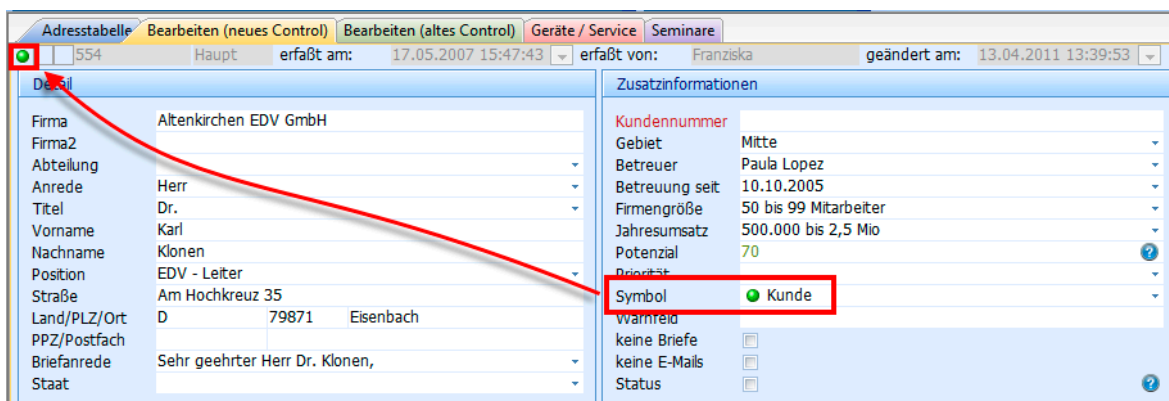 Adresstabelle Bearbeiten (neues Control) Bearbeiten (altes Control) Geräte / Service Seminare
554 Haupt erfaßt am: 17.05.2007 15:47:43 erfaßt von: Franziska geändert am: 13.04.2011 13:39:53
Detail
Firma Altenkirchen EDV GmbH
Firma2
Abteilung
Anrede Herr
Titel Dr.
Vorname Karl
Nachname Klonen
Position EDV - Leiter
Straße Am Hochkreuz 35
Land/PLZ/Ort D 79871 Eisenbach
PPZ/Postfach
Briefanrede Sehr geehrter Herr Dr. Klonen,
Staat
Zusatzinformationen
Kundennummer
Gebiet Mitte
Betreuer Paula Lopez
Betreuung seit 10.10.2005
Firmengröße 50 bis 99 Mitarbeiter
Jahresumsatz 500.000 bis 2,5 Mio
Potenzial 70
Priorität
Symbol Kunde
Warnfeld
keine Briefe
keine E-Mails
Status